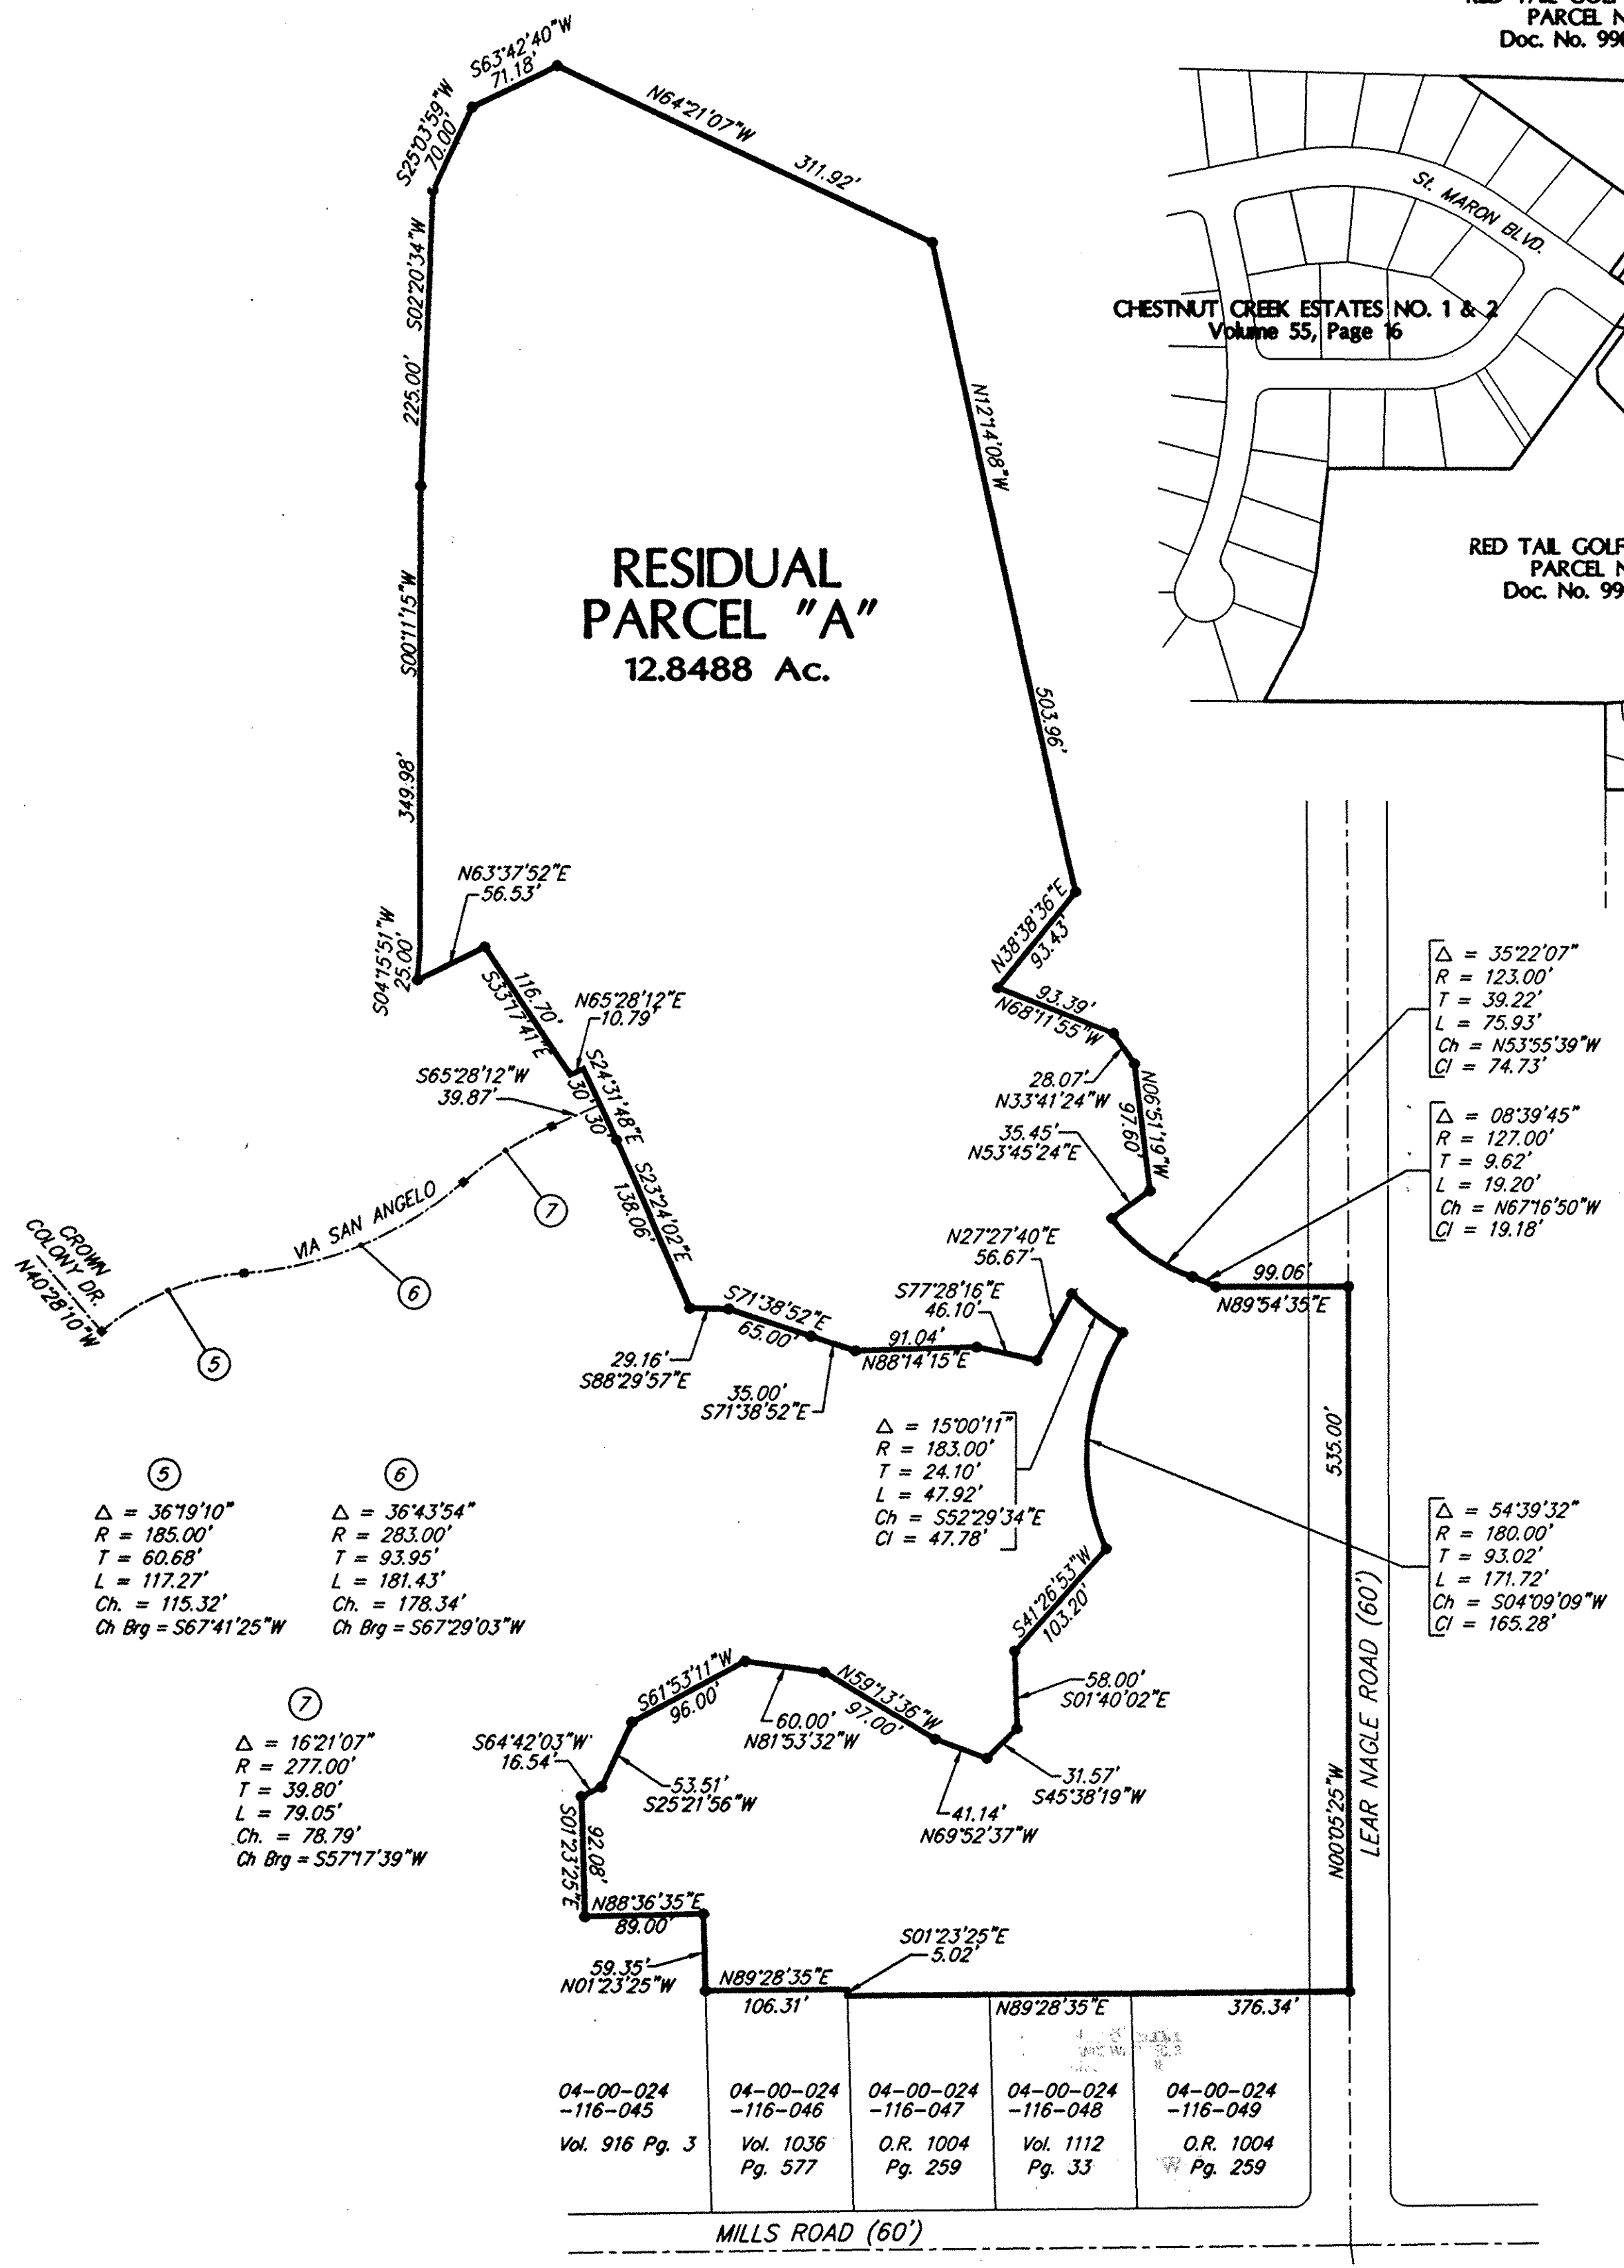 PARCEL
S63°42'40"W
71.18'
S25°03'59"W
70.00'
N64°21'07"W
311.92'
St. MARON BLVD.
S02°20'34"W
225.00'
CHESTNUT CREEK ESTATES NO. 1 & 2
Volume 55, Page 16
N12°14'08"W
503.96'
RESIDUAL
PARCEL "A"
12.8488 Ac.
RED TAIL GOLF
PARCEL
Doc. No. 99
S00°11'15"W
349.98'
N63°37'52"E
56.53'
S04°15'51"W
25.00'
116.70'
S33°17'41"E
N65°28'12"E
10.79'
S65°28'12"W
39.87'
30'
30'
S24°31'48"E
S23°24'02"E
138.06'
N38°38'36"E
93.43'
93.39'
N68°11'55"W
28.07'
N33°41'24"W
N06°51'19"W
97.60'
35.45'
N53°45'24"E
Δ = 35°22'07"
R = 123.00'
T = 39.22'
L = 75.93'
Ch = N53°55'39"W
Cl = 74.73'
Δ = 08°39'45"
R = 127.00'
T = 9.62'
L = 19.20'
Ch = N67°16'50"W
Cl = 19.18'
CROWN
COLONY DR.
N40°28'10"W
VIA SAN ANGELO
5
6
7
N27°27'40"E
56.67'
S77°28'16"E
46.10'
99.06'
N89°54'35"E
S71°38'52"E
65.00'
29.16'
S88°29'57"E
35.00'
S71°38'52"E
91.04'
N88°14'15"E
Δ = 15°00'11"
R = 183.00'
T = 24.10'
L = 47.92'
Ch = S52°29'34"E
Cl = 47.78'
535.00'
N00°05'25"W
LEAR NAGLE ROAD (60')
Δ = 54°39'32"
R = 180.00'
T = 93.02'
L = 171.72'
Ch = S04°09'09"W
Cl = 165.28'
5
Δ = 36°19'10"
R = 185.00'
T = 60.68'
L = 117.27'
Ch. = 115.32'
Ch Brg = S67°41'25"W
6
Δ = 36°43'54"
R = 283.00'
T = 93.95'
L = 181.43'
Ch. = 178.34'
Ch Brg = S67°29'03"W
7
Δ = 16°21'07"
R = 277.00'
T = 39.80'
L = 79.05'
Ch. = 78.79'
Ch Brg = S57°17'39"W
S41°26'53"W
103.20'
58.00'
S01°40'02"E
31.57'
S45°38'19"W
41.14'
N69°52'37"W
N59°13'36"W
97.00'
60.00'
N81°53'32"W
S61°53'11"W
96.00'
53.51'
S25°21'56"W
S64°42'03"W
16.54'
92.08'
S01°23'25"E
N88°36'35"E
89.00'
59.35'
N01°23'25"W
N89°28'35"E
106.31'
S01°23'25"E
5.02'
N89°28'35"E
376.34'
04-00-024
-116-045
Vol. 916 Pg. 3
04-00-024
-116-046
Vol. 1036
Pg. 577
04-00-024
-116-047
O.R. 1004
Pg. 259
04-00-024
-116-048
Vol. 1112
Pg. 33
04-00-024
-116-049
O.R. 1004
Pg. 259
MILLS ROAD (60')